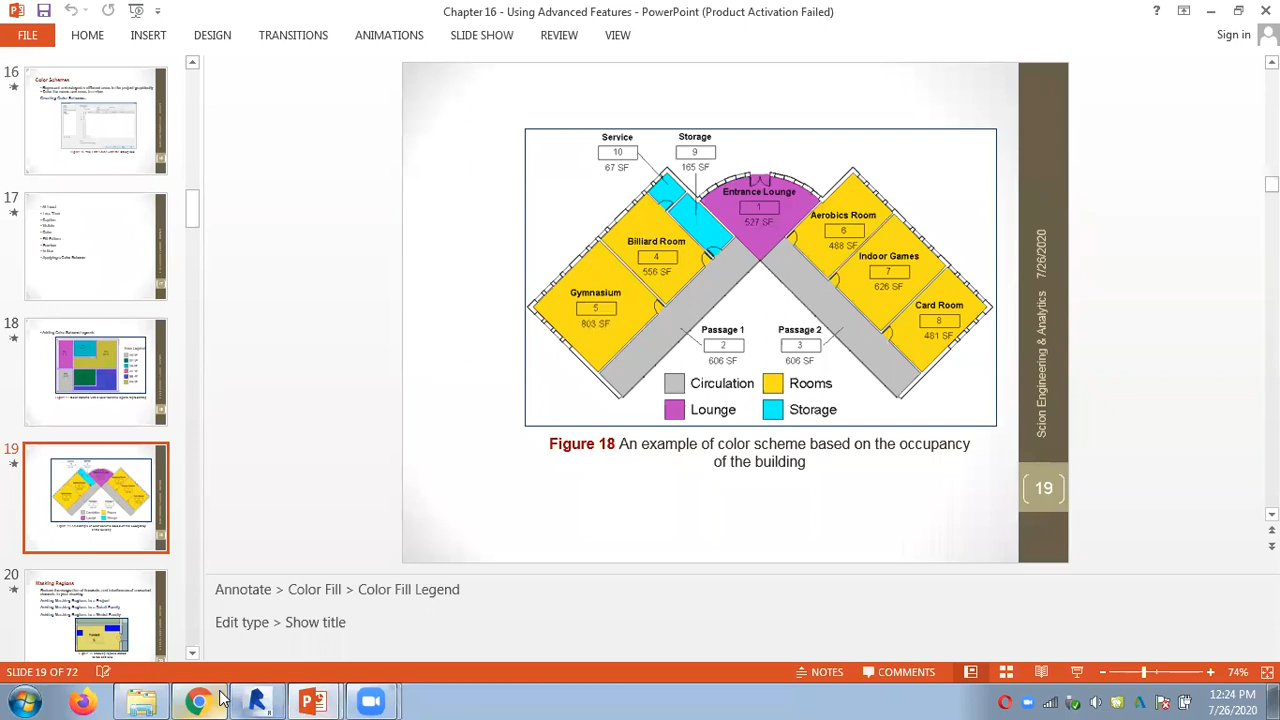 Chapter 16 - Using Advanced Features - PowerPoint (Product Activation Failed)
FILE HOME INSERT DESIGN TRANSITIONS ANIMATIONS SLIDE SHOW REVIEW VIEW
Sign in
16
Color Schemes
17
18
19
20
Masking Regions
Service
10
67 SF
Storage
9
165 SF
Entrance Lounge
1
527 SF
Billiard Room
4
556 SF
Gymnasium
5
803 SF
Aerobics Room
6
488 SF
Indoor Games
7
626 SF
Card Room
8
481 SF
Passage 1
2
606 SF
Passage 2
3
606 SF
Circulation
Rooms
Lounge
Storage
Figure 18 An example of color scheme based on the occupancy
of the building
Scion Engineering & Analytics 7/26/2020
19
Annotate > Color Fill > Color Fill Legend
Edit type > Show title
SLIDE 19 OF 72
NOTES
COMMENTS
74%
12:24 PM
7/26/2020